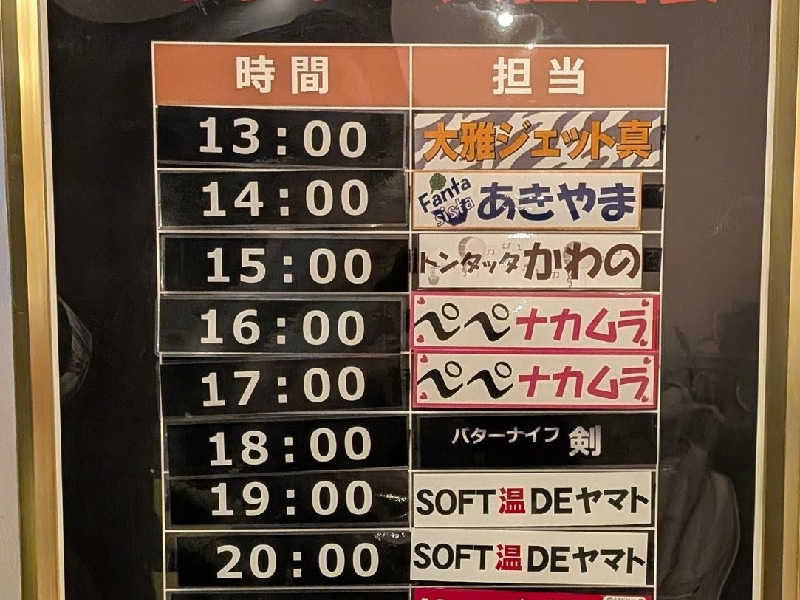 時間 担当
13:00 大雅ジェット真
14:00 Fanta sista あきやま
15:00 トンタッタかわの
16:00 ぺぺナカムラ
17:00 ぺぺナカムラ
18:00 バターナイフ 剣
19:00 SOFT温DEヤマト
20:00 SOFT温DEヤマト